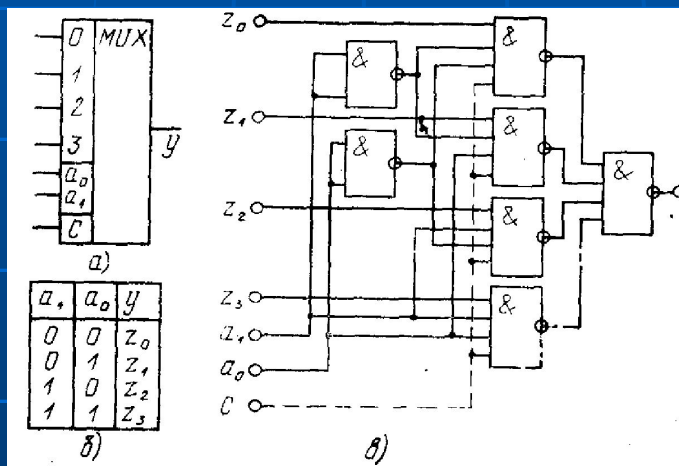 0 MUX
1
2
3
y
a₀
a₁
C
а)
a₁ a₀ y
0 0 z₀
0 1 z₁
1 0 z₂
1 1 z₃
б)
z₀
z₁
z₂
z₃
a₁
a₀
C
&
&
&
&
&
&
&
в)